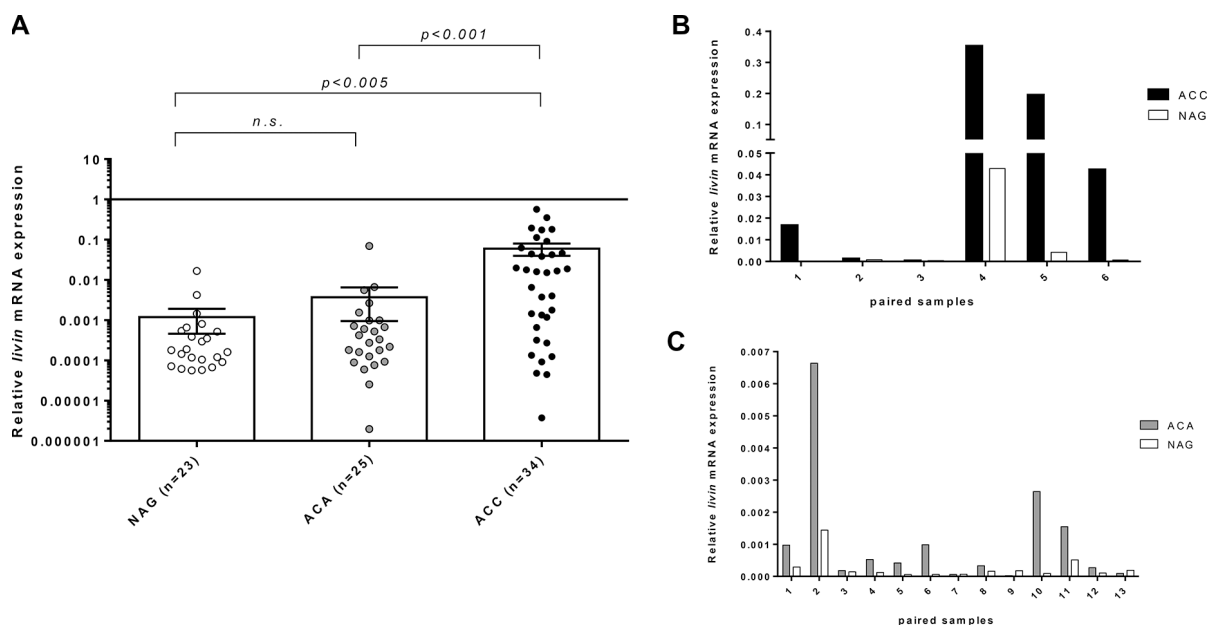 A
p<0.001
p<0.005
n.s.
Relative livin mRNA expression
10
1
0.1
0.01
0.001
0.0001
0.00001
0.000001
NAG (n=23)
ACA (n=25)
ACC (n=34)
B
Relative livin mRNA expression
0.4
0.3
0.2
0.1
0.05
0.04
0.03
0.02
0.01
0.00
1
2
3
4
5
6
paired samples
ACC
NAG
C
Relative livin mRNA expression
0.007
0.006
0.005
0.004
0.003
0.002
0.001
0.000
1
2
3
4
5
6
7
8
9
10
11
12
13
paired samples
ACA
NAG